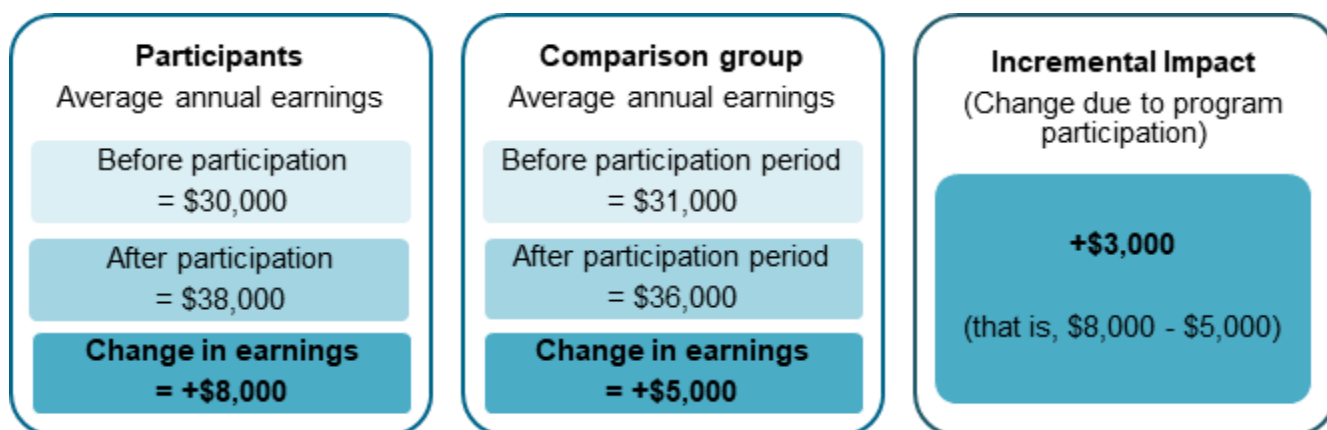 Participants
Average annual earnings
Before participation
= $30,000
After participation
= $38,000
Change in earnings
= +$8,000
Comparison group
Average annual earnings
Before participation period
= $31,000
After participation period
= $36,000
Change in earnings
= +$5,000
Incremental Impact
(Change due to program
participation)
+$3,000
(that is, $8,000 - $5,000)